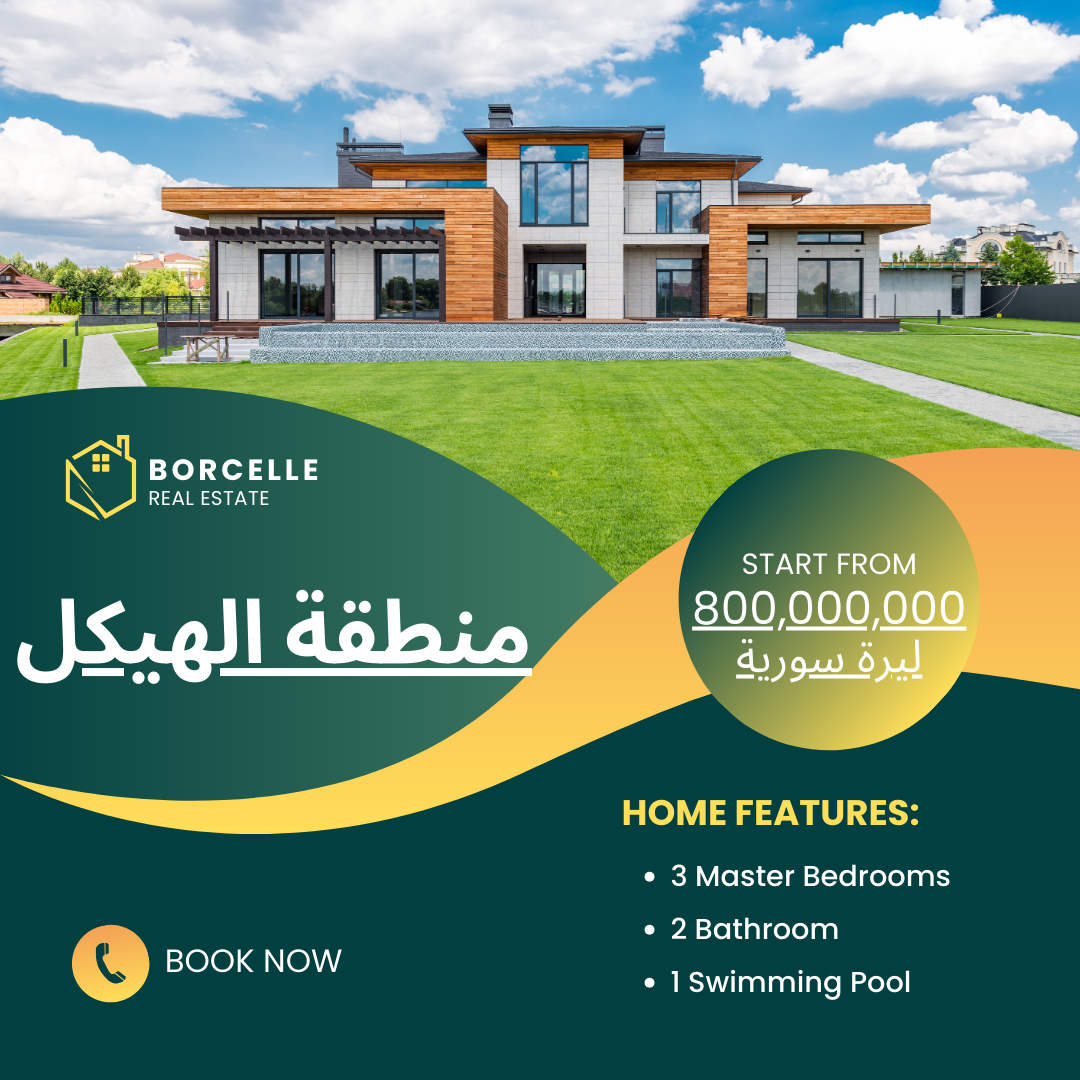 BORCELLE
REAL ESTATE
منطقة الهيكل
START FROM
800,000,000
ليرة سورية
HOME FEATURES:
• 3 Master Bedrooms
• 2 Bathroom
• 1 Swimming Pool
BOOK NOW